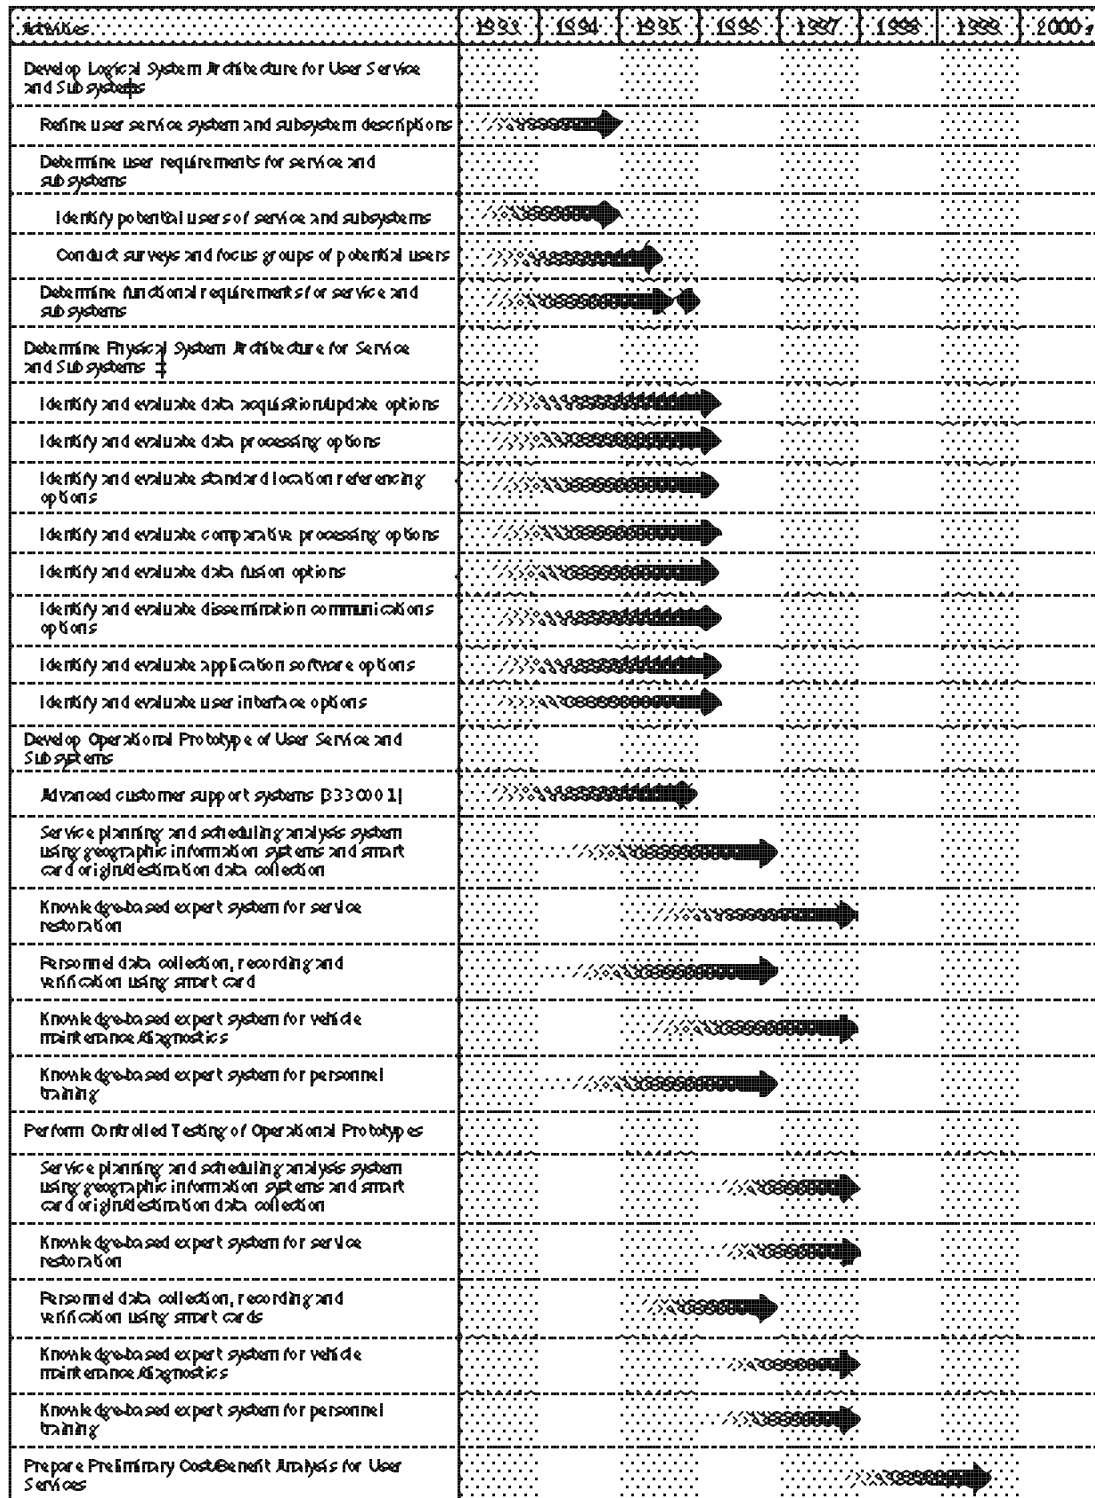 Activities 1993 1994 1995 1996 1997 1998 1999 2000+
Develop Logical System Architecture for User Service
and Subsystems‡
Refine user service system and subsystem descriptions
Determine user requirements for service and
subsystems
Identify potential users of service and subsystems
Conduct surveys and focus groups of potential users
Determine functional requirements for service and
subsystems
Determine Physical System Architecture for Service
and Subsystems ‡
Identify and evaluate data acquisition/update options
Identify and evaluate data processing options
Identify and evaluate standard location referencing
options
Identify and evaluate comparative processing options
Identify and evaluate data fusion options
Identify and evaluate dissemination communications
options
Identify and evaluate application software options
Identify and evaluate user interface options
Develop Operational Prototype of User Service and
Subsystems
Advanced customer support systems [333000 1]
Service planning and scheduling analysis system
using geographic information systems and smart
card origin/destination data collection
Knowledge-based expert system for service
restoration
Personnel data collection, recording and
verification using smart card
Knowledge-based expert system for vehicle
maintenance/diagnostics
Knowledge-based expert system for personnel
training
Perform Controlled Testing of Operational Prototypes
Service planning and scheduling analysis system
using geographic information systems and smart
card origin/destination data collection
Knowledge-based expert system for service
restoration
Personnel data collection, recording and
verification using smart cards
Knowledge-based expert system for vehicle
maintenance/diagnostics
Knowledge-based expert system for personnel
training
Prepare Preliminary Cost/Benefit Analysis for User
Services